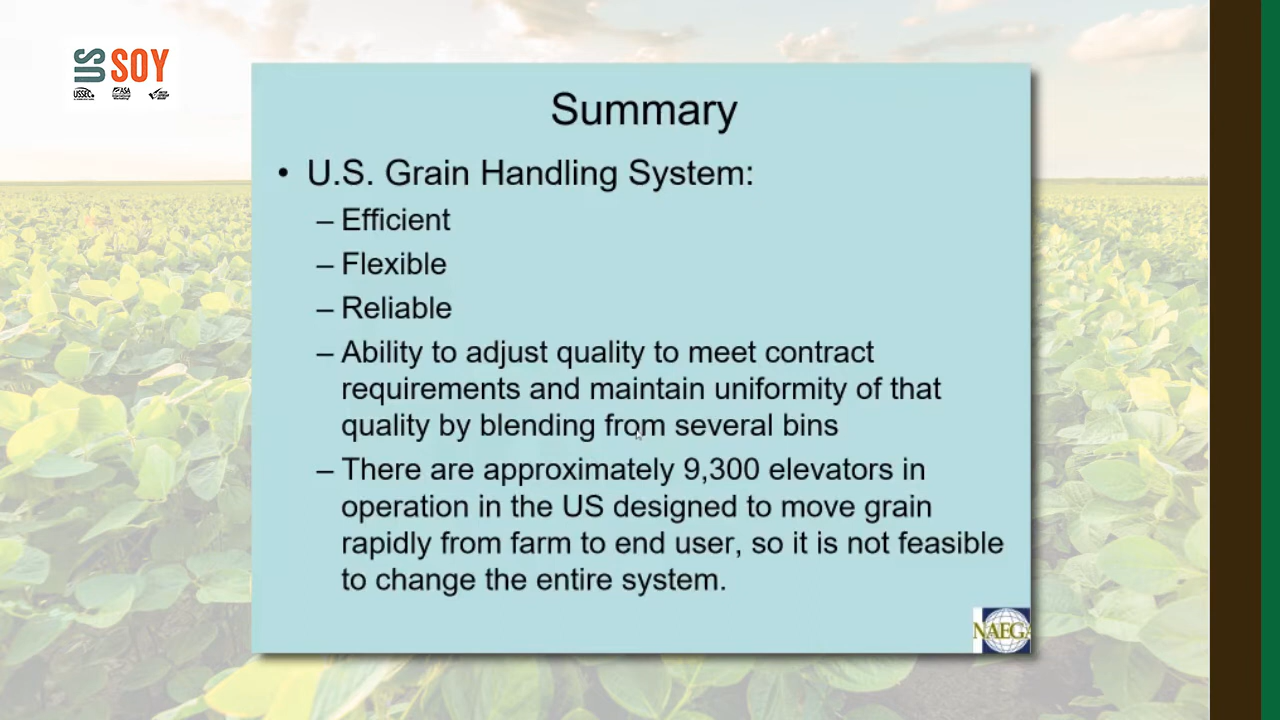 US SOY
USSEC
ASA
Summary
• U.S. Grain Handling System:
– Efficient
– Flexible
– Reliable
– Ability to adjust quality to meet contract
requirements and maintain uniformity of that
quality by blending from several bins
– There are approximately 9,300 elevators in
operation in the US designed to move grain
rapidly from farm to end user, so it is not feasible
to change the entire system.
NAEGA